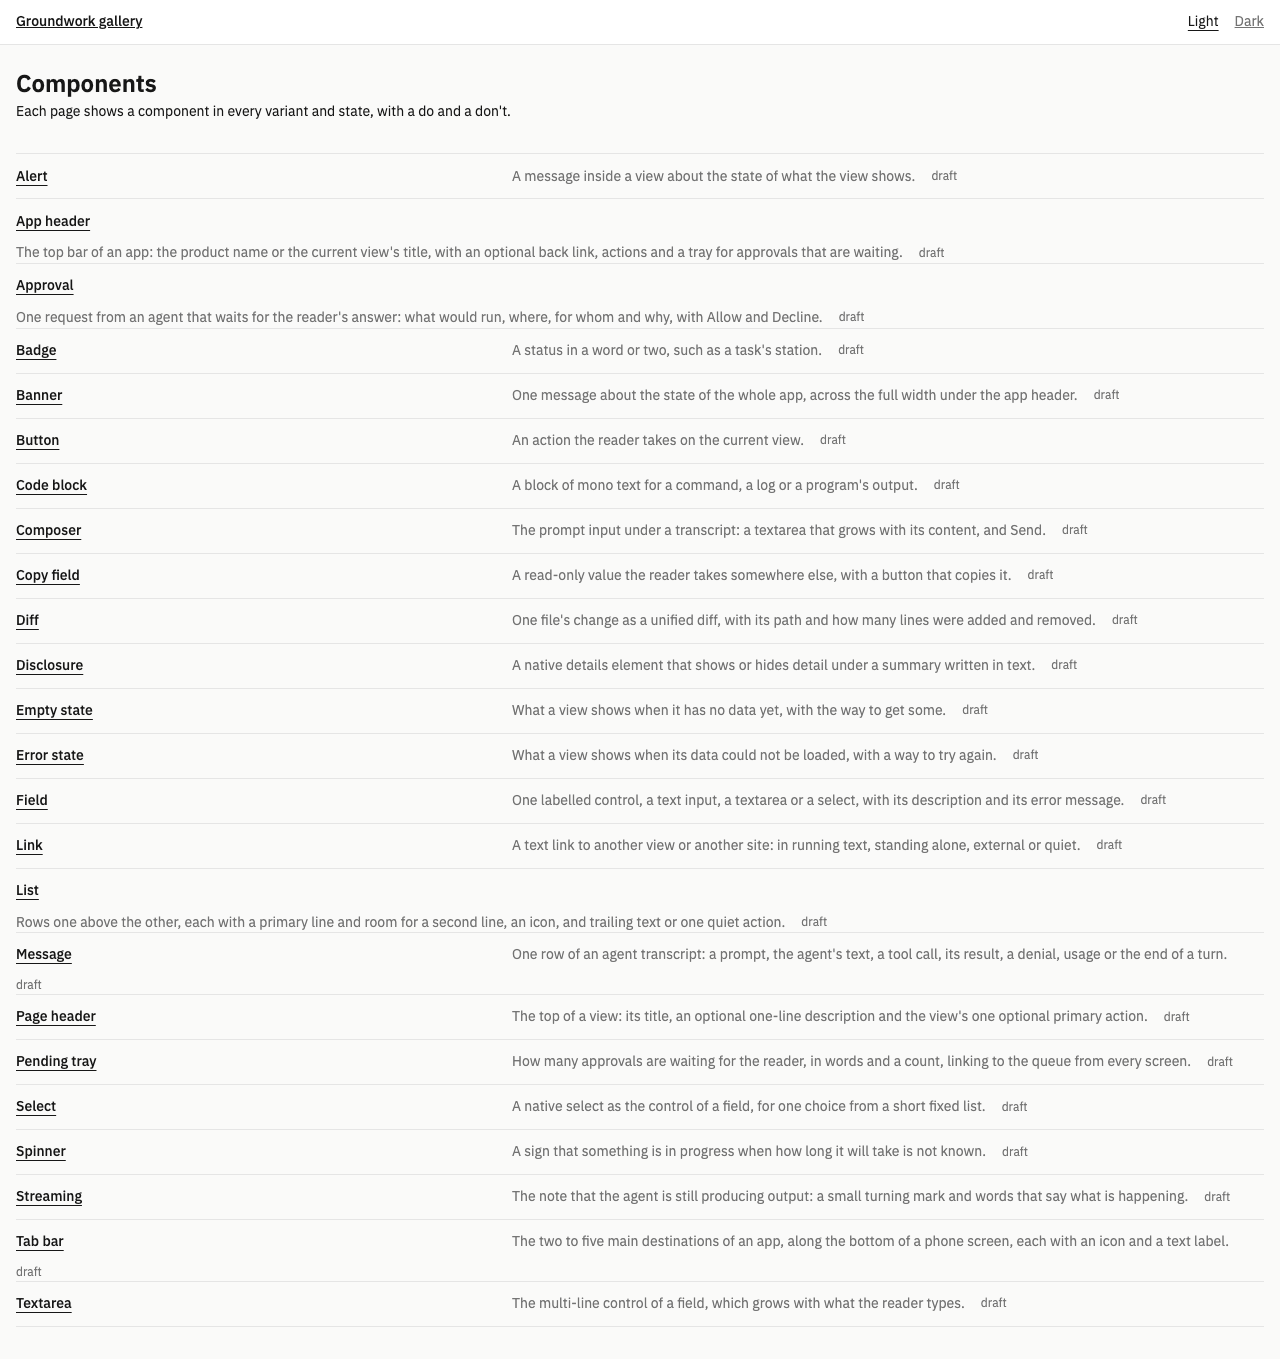 Groundwork gallery Light Dark
Components
Each page shows a component in every variant and state, with a do and a don't.
Alert A message inside a view about the state of what the view shows. draft
App header
The top bar of an app: the product name or the current view's title, with an optional back link, actions and a tray for approvals that are waiting. draft
Approval
One request from an agent that waits for the reader's answer: what would run, where, for whom and why, with Allow and Decline. draft
Badge A status in a word or two, such as a task's station. draft
Banner One message about the state of the whole app, across the full width under the app header. draft
Button An action the reader takes on the current view. draft
Code block A block of mono text for a command, a log or a program's output. draft
Composer The prompt input under a transcript: a textarea that grows with its content, and Send. draft
Copy field A read-only value the reader takes somewhere else, with a button that copies it. draft
Diff One file's change as a unified diff, with its path and how many lines were added and removed. draft
Disclosure A native details element that shows or hides detail under a summary written in text. draft
Empty state What a view shows when it has no data yet, with the way to get some. draft
Error state What a view shows when its data could not be loaded, with a way to try again. draft
Field One labelled control, a text input, a textarea or a select, with its description and its error message. draft
Link A text link to another view or another site: in running text, standing alone, external or quiet. draft
List
Rows one above the other, each with a primary line and room for a second line, an icon, and trailing text or one quiet action. draft
Message One row of an agent transcript: a prompt, the agent's text, a tool call, its result, a denial, usage or the end of a turn.
draft
Page header The top of a view: its title, an optional one-line description and the view's one optional primary action. draft
Pending tray How many approvals are waiting for the reader, in words and a count, linking to the queue from every screen. draft
Select A native select as the control of a field, for one choice from a short fixed list. draft
Spinner A sign that something is in progress when how long it will take is not known. draft
Streaming The note that the agent is still producing output: a small turning mark and words that say what is happening. draft
Tab bar The two to five main destinations of an app, along the bottom of a phone screen, each with an icon and a text label.
draft
Textarea The multi-line control of a field, which grows with what the reader types. draft